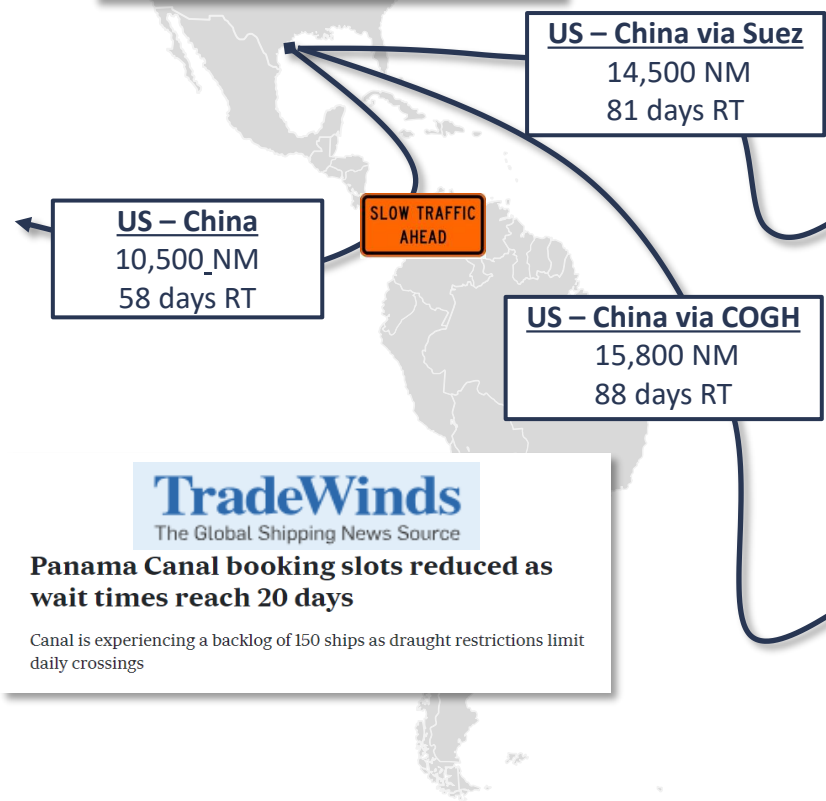 US – China via Suez
14,500 NM
81 days RT
SLOW TRAFFIC
AHEAD
US – China
10,500 NM
58 days RT
US – China via COGH
15,800 NM
88 days RT
TradeWinds
The Global Shipping News Source
Panama Canal booking slots reduced as
wait times reach 20 days
Canal is experiencing a backlog of 150 ships as draught restrictions limit
daily crossings